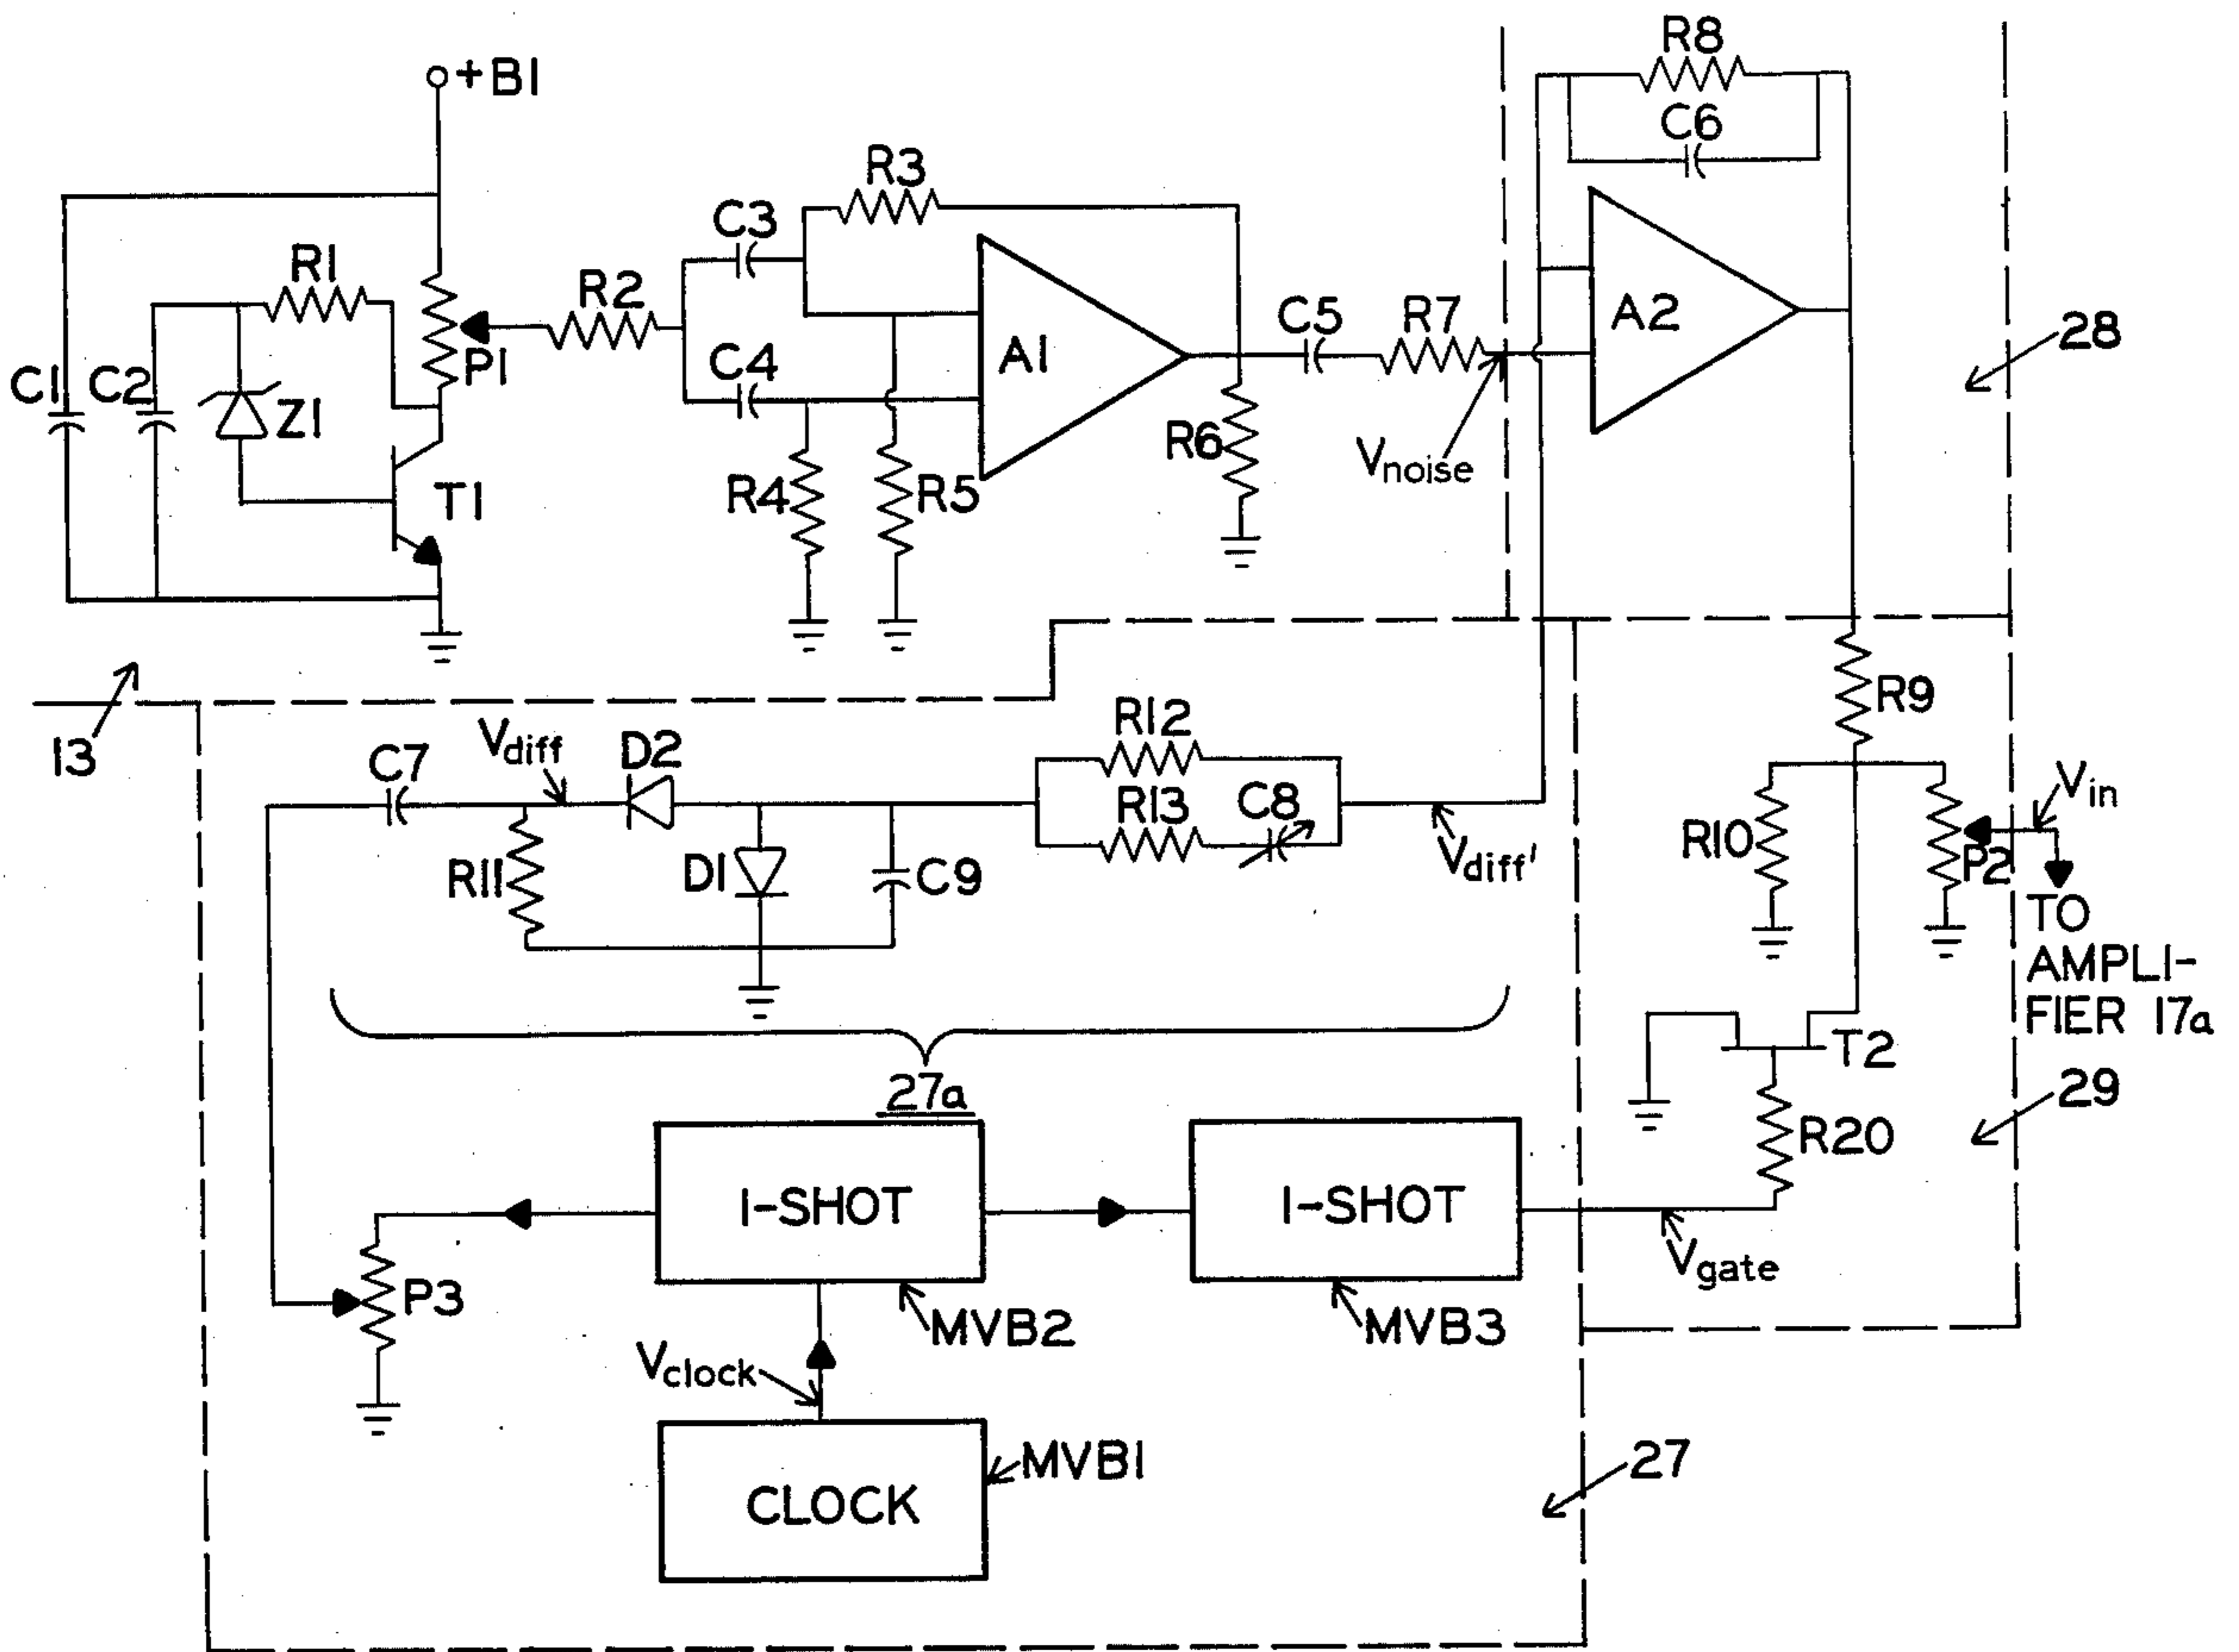 R8
+B1
C6
R3
C3
R1
R2
C5
R7
A2
28
P1
A1
C1
C2
C4
Z1
R6
Vnoise
T1
R4
R5
R9
13
R12
Vdiff
D2
C7
Vin
R13
C8
R10
P2
R11
D1
C9
Vdiff'
TO
AMPLI-
FIER 17a
T2
27a
29
R20
1-SHOT
1-SHOT
Vgate
P3
MVB2
MVB3
Vclock
MVB1
27
CLOCK